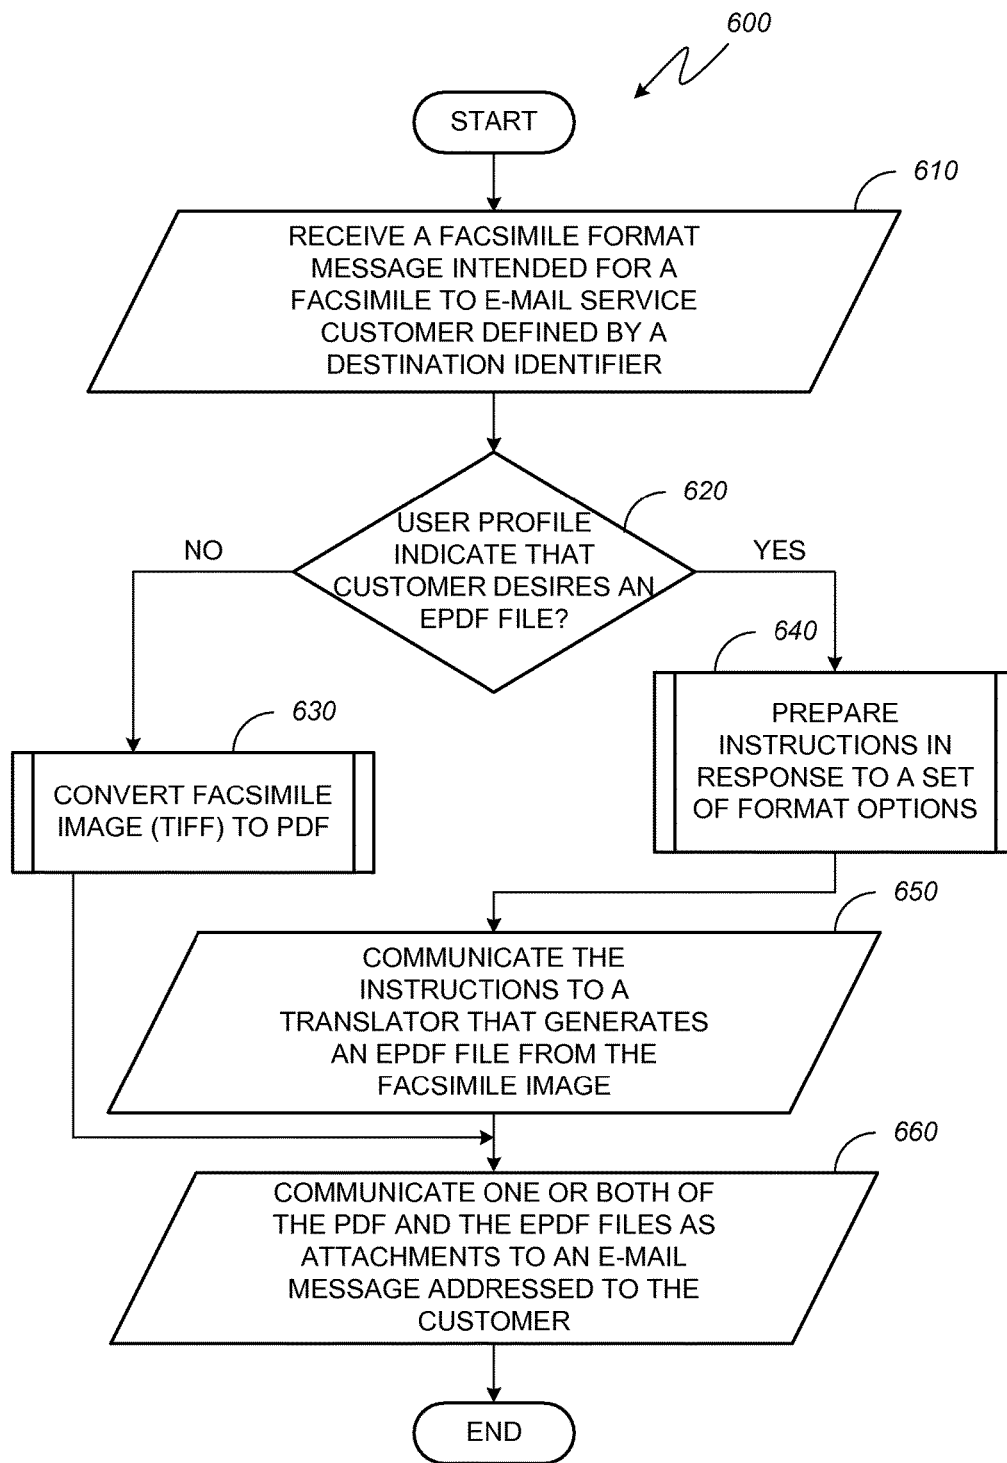 600
START
610
RECEIVE A FACSIMILE FORMAT
MESSAGE INTENDED FOR A
FACSIMILE TO E-MAIL SERVICE
CUSTOMER DEFINED BY A
DESTINATION IDENTIFIER
620
USER PROFILE
INDICATE THAT
CUSTOMER DESIRES AN
EPDF FILE?
NO
YES
640
PREPARE
INSTRUCTIONS IN
RESPONSE TO A SET
OF FORMAT OPTIONS
630
CONVERT FACSIMILE
IMAGE (TIFF) TO PDF
650
COMMUNICATE THE
INSTRUCTIONS TO A
TRANSLATOR THAT GENERATES
AN EPDF FILE FROM THE
FACSIMILE IMAGE
660
COMMUNICATE ONE OR BOTH OF
THE PDF AND THE EPDF FILES AS
ATTACHMENTS TO AN E-MAIL
MESSAGE ADDRESSED TO THE
CUSTOMER
END